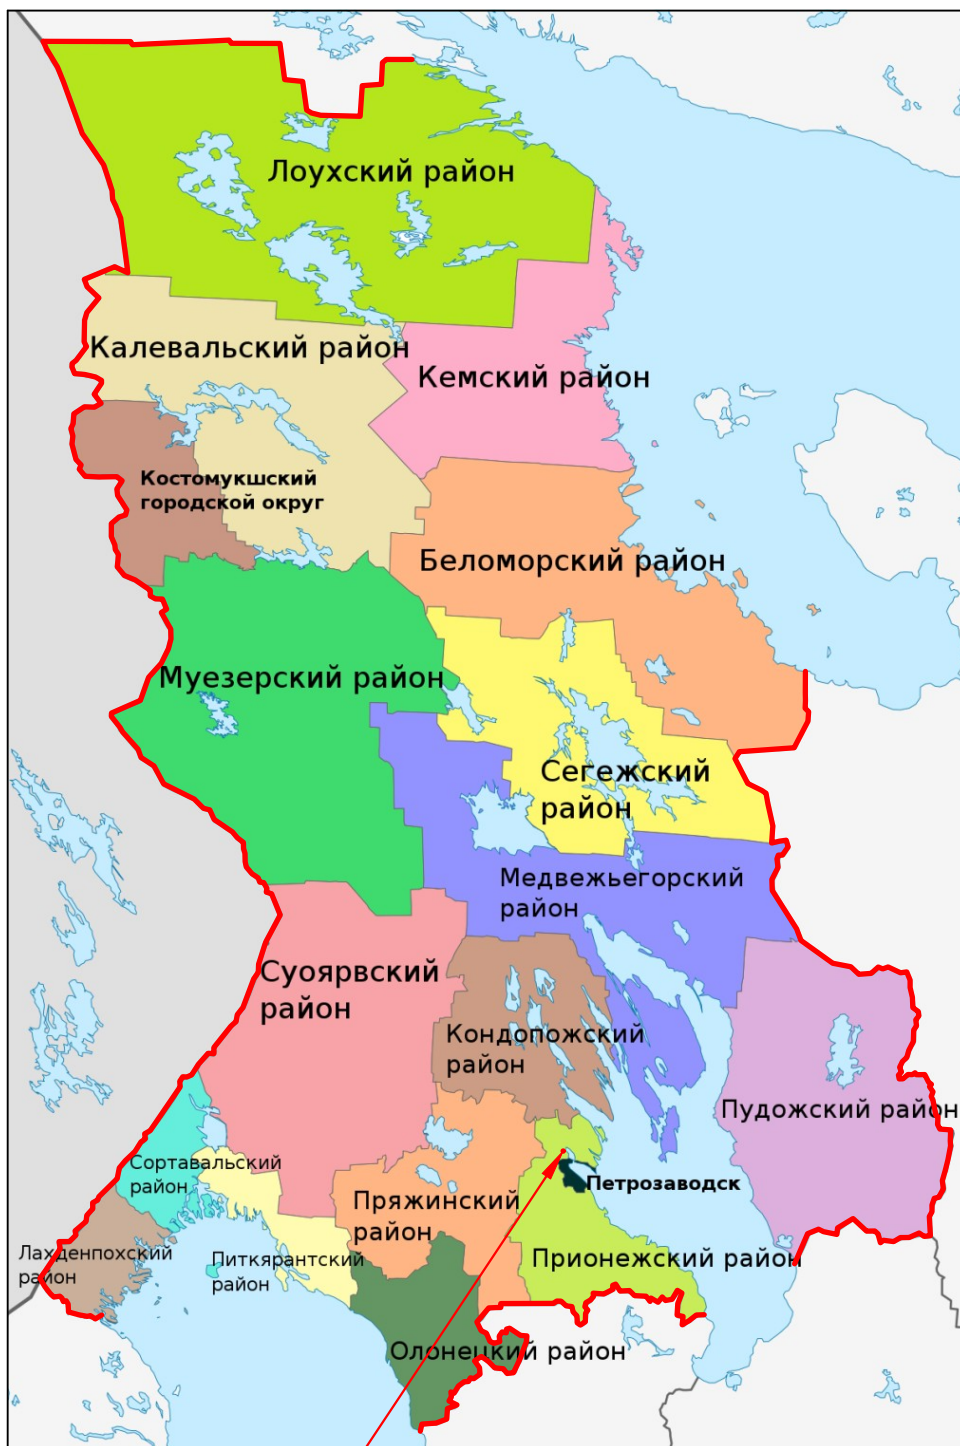 Лоухский район
Калевальский район
Кемский район
Костомукшский
городской округ
Беломорский район
Муезерский район
Сегежский
район
Медвежьегорский
район
Суоярвский
район
Кондопожский
район
Пудожский район
Сортавальский
район
Петрозаводск
Пряжинский
район
Лахденпохский
район
Питкярантский
район
Прионежский район
Олонецкий район